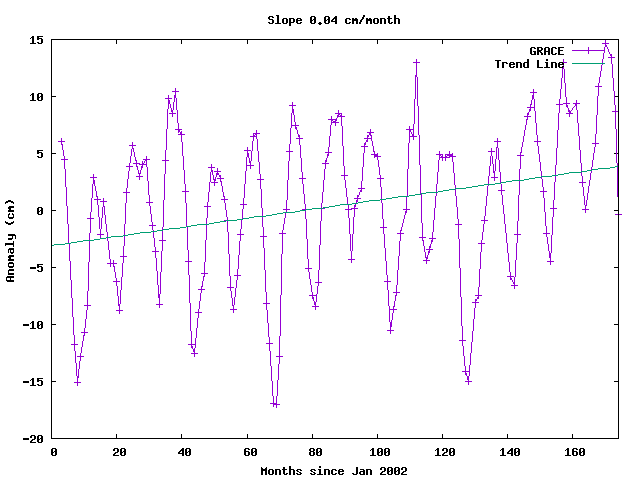 Slope 0.04 cm/month
GRACE
Trend Line
15
10
5
0
-5
-10
-15
-20
Anomaly (cm)
0 20 40 60 80 100 120 140 160
Months since Jan 2002